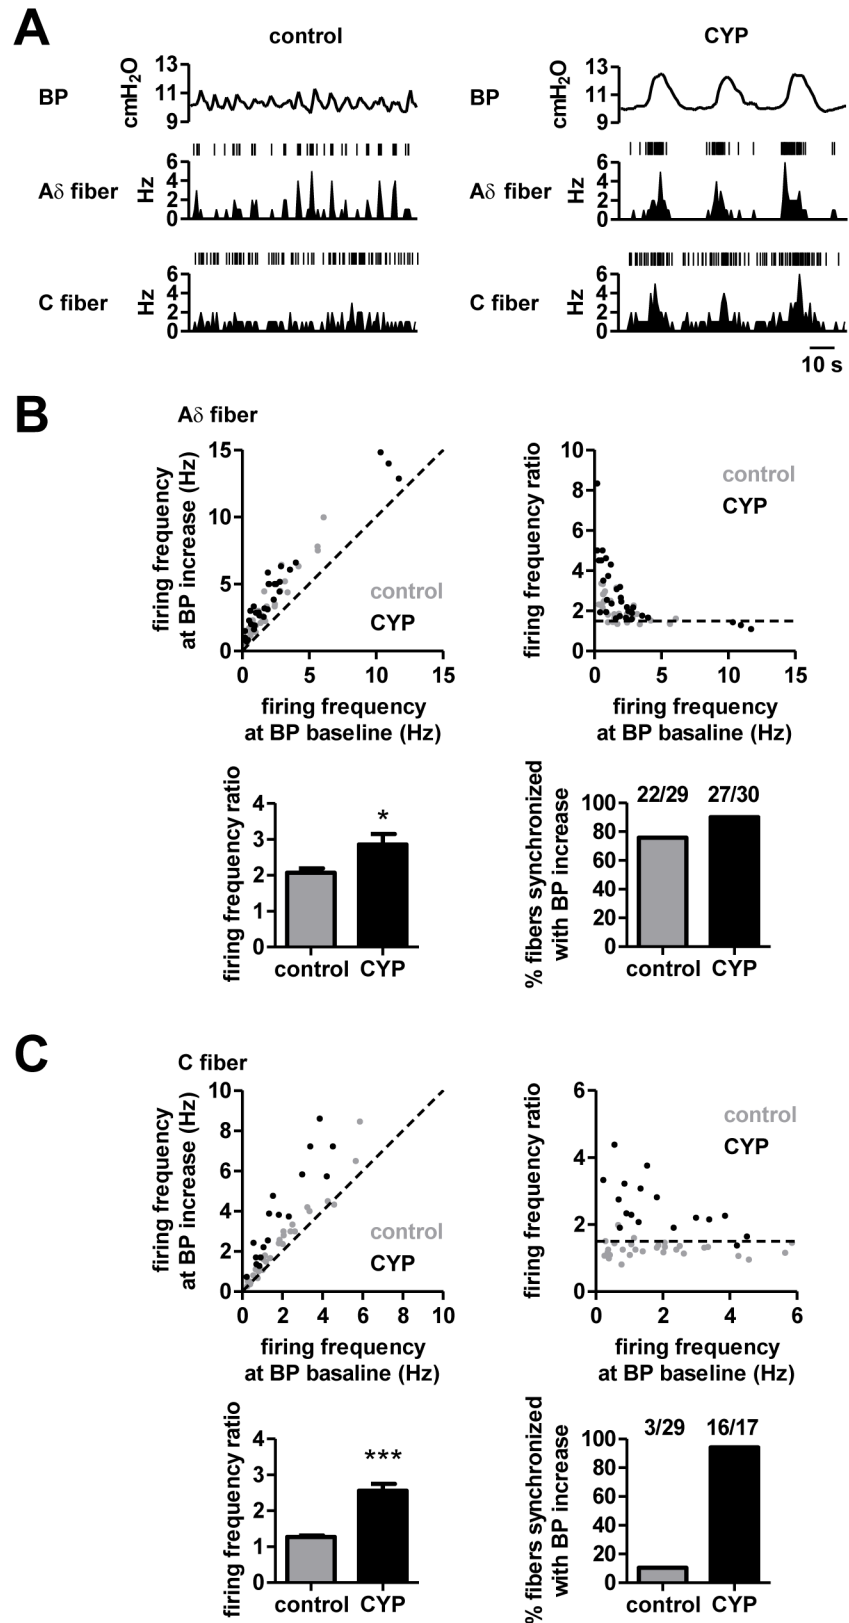 A
control
CYP
BP
cmH2O
13
11
9
BP
cmH2O
13
11
9
Aδ fiber
Hz
6
4
2
0
Aδ fiber
Hz
6
4
2
0
C fiber
Hz
6
4
2
0
C fiber
Hz
6
4
2
0
10 s
B
Aδ fiber
firing frequency
at BP increase (Hz)
15
10
5
0
control
CYP
0 5 10 15
firing frequency
at BP baseline (Hz)
firing frequency ratio
10
8
6
4
2
0
control
CYP
0 5 10 15
firing frequency
at BP basaline (Hz)
firing frequency ratio
4
3
2
1
0
*
control CYP
% fibers synchronized
with BP increase
100
80
60
40
20
0
22/29 27/30
control CYP
C
C fiber
firing frequency
at BP increase (Hz)
10
8
6
4
2
0
control
CYP
0 2 4 6 8 10
firing frequency
at BP basaline (Hz)
firing frequency ratio
6
4
2
0
control
CYP
0 2 4 6
firing frequency
at BP baseline (Hz)
firing frequency ratio
4
3
2
1
0
***
control CYP
% fibers synchronized
with BP increase
100
80
60
40
20
0
3/29 16/17
control CYP